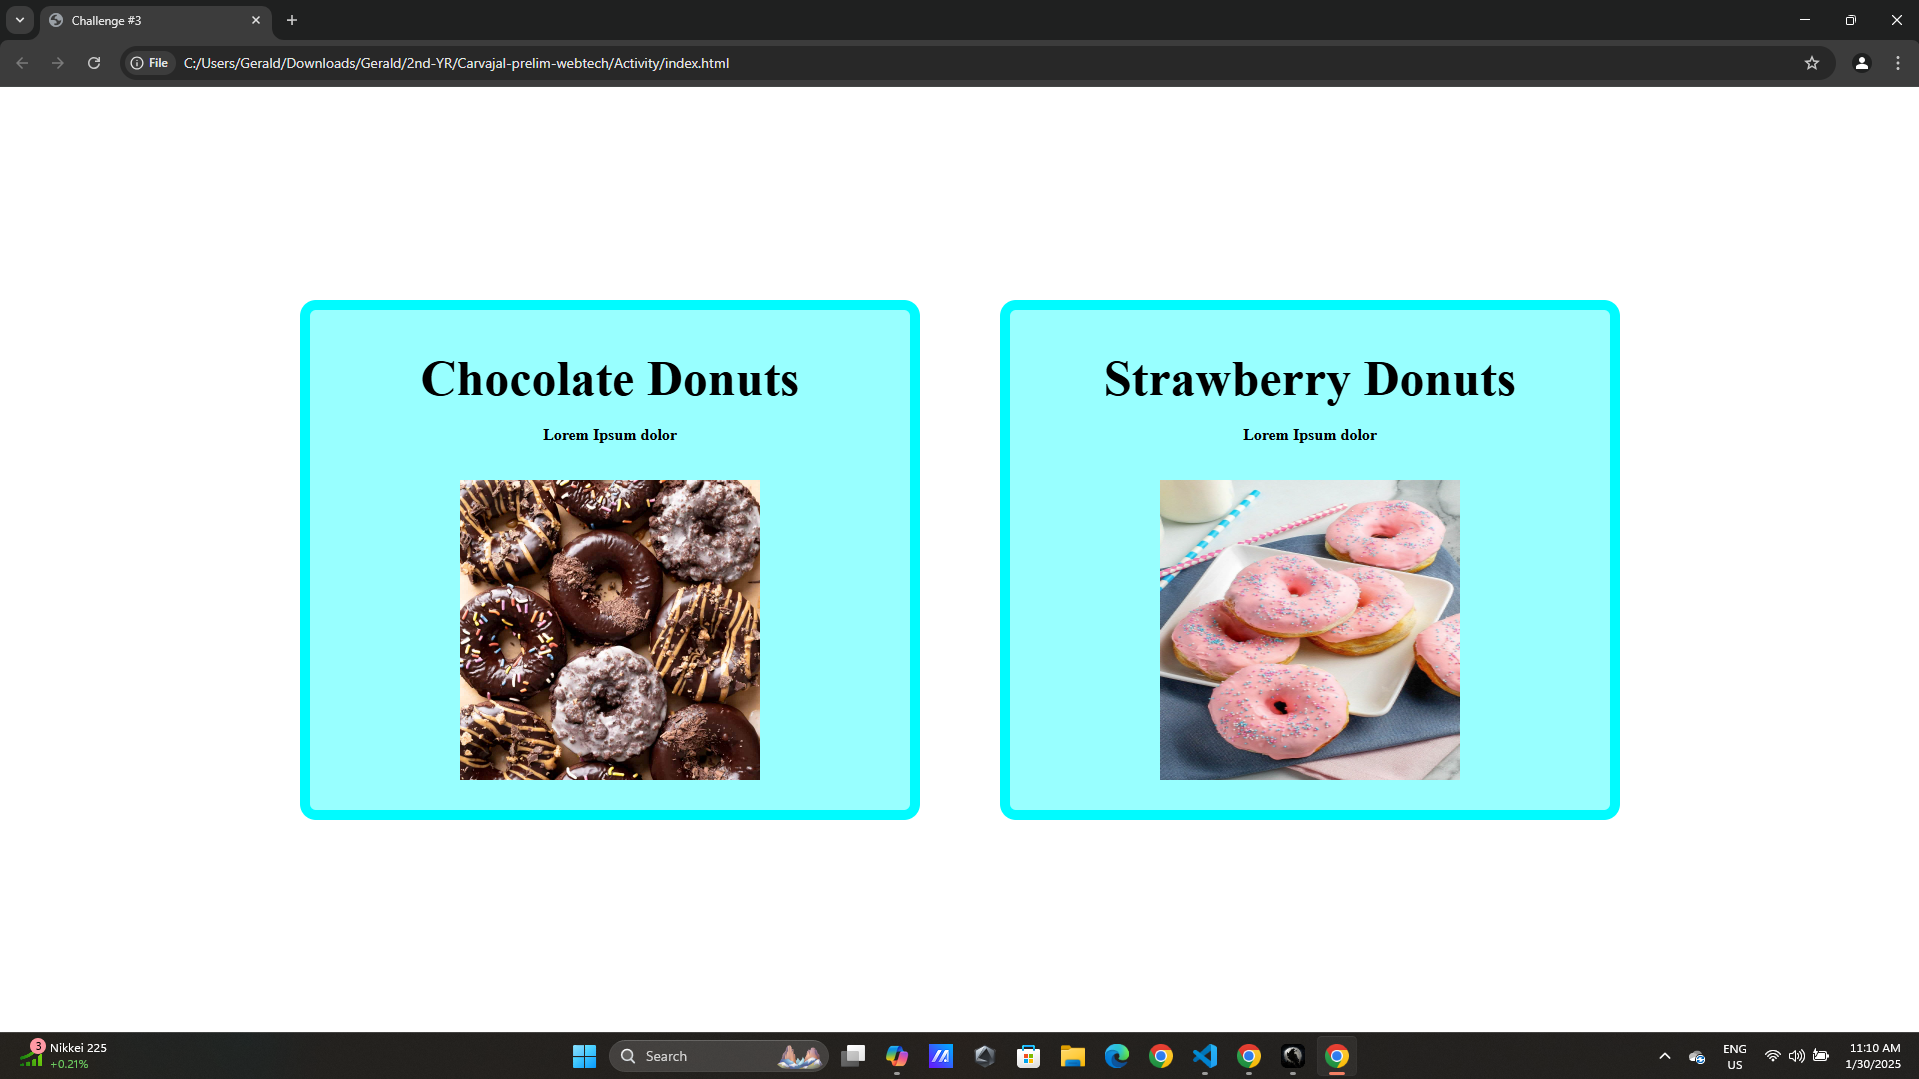 Challenge #3
File
C:/Users/Gerald/Downloads/Gerald/2nd-YR/Carvajal-prelim-webtech/Activity/index.html
Chocolate Donuts
Lorem Ipsum dolor
Strawberry Donuts
Lorem Ipsum dolor
3
Nikkei 225
+0.21%
Search
ENG
US
11:10 AM
1/30/2025